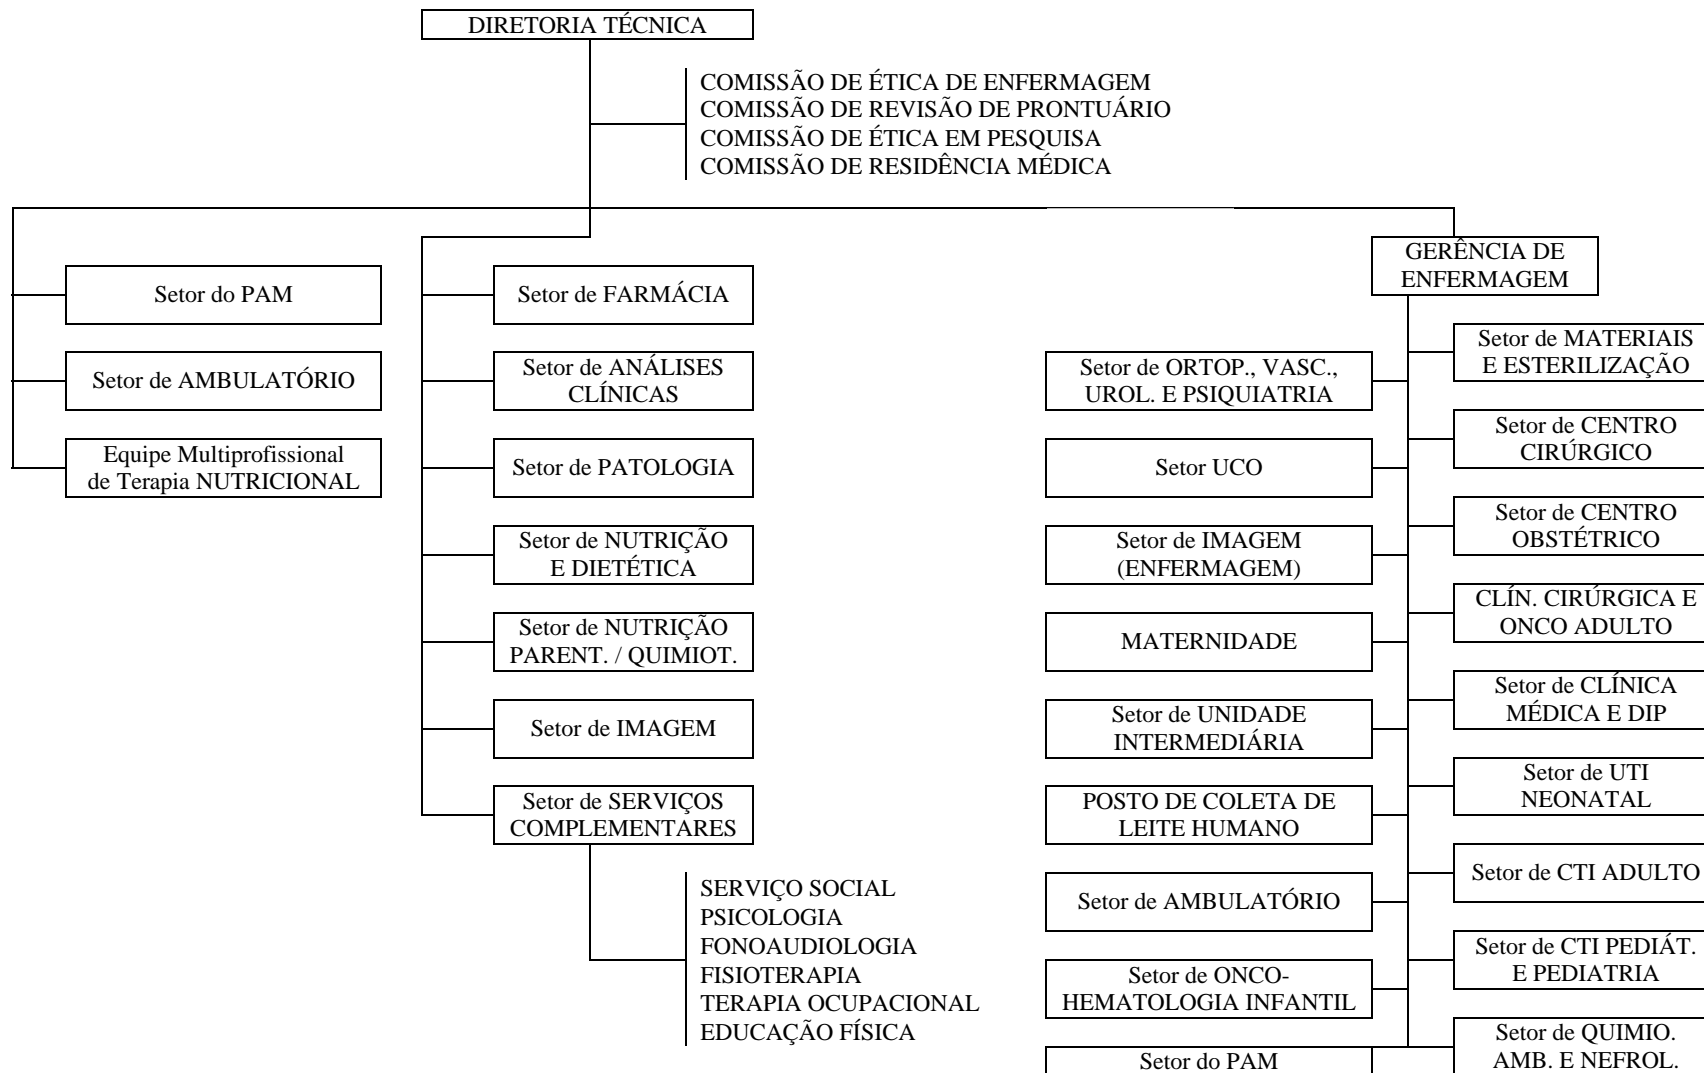 DIRETORIA TÉCNICA
COMISSÃO DE ÉTICA DE ENFERMAGEM
COMISSÃO DE REVISÃO DE PRONTUÁRIO
COMISSÃO DE ÉTICA EM PESQUISA
COMISSÃO DE RESIDÊNCIA MÉDICA
Setor do PAM
Setor de AMBULATÓRIO
Equipe Multiprofissional
de Terapia NUTRICIONAL
Setor de FARMÁCIA
Setor de ANÁLISES
CLÍNICAS
Setor de PATOLOGIA
Setor de NUTRIÇÃO
E DIETÉTICA
Setor de NUTRIÇÃO
PARENT. / QUIMIOT.
Setor de IMAGEM
Setor de SERVIÇOS
COMPLEMENTARES
SERVIÇO SOCIAL
PSICOLOGIA
FONOAUDIOLOGIA
FISIOTERAPIA
TERAPIA OCUPACIONAL
EDUCAÇÃO FÍSICA
GERÊNCIA DE
ENFERMAGEM
Setor de ORTOP., VASC.,
UROL. E PSIQUIATRIA
Setor UCO
Setor de IMAGEM
(ENFERMAGEM)
MATERNIDADE
Setor de UNIDADE
INTERMEDIÁRIA
POSTO DE COLETA DE
LEITE HUMANO
Setor de AMBULATÓRIO
Setor de ONCO-
HEMATOLOGIA INFANTIL
Setor do PAM
Setor de MATERIAIS
E ESTERILIZAÇÃO
Setor de CENTRO
CIRÚRGICO
Setor de CENTRO
OBSTÉTRICO
CLÍN. CIRÚRGICA E
ONCO ADULTO
Setor de CLÍNICA
MÉDICA E DIP
Setor de UTI
NEONATAL
Setor de CTI ADULTO
Setor de CTI PEDIÁT.
E PEDIATRIA
Setor de QUIMIO.
AMB. E NEFROL.